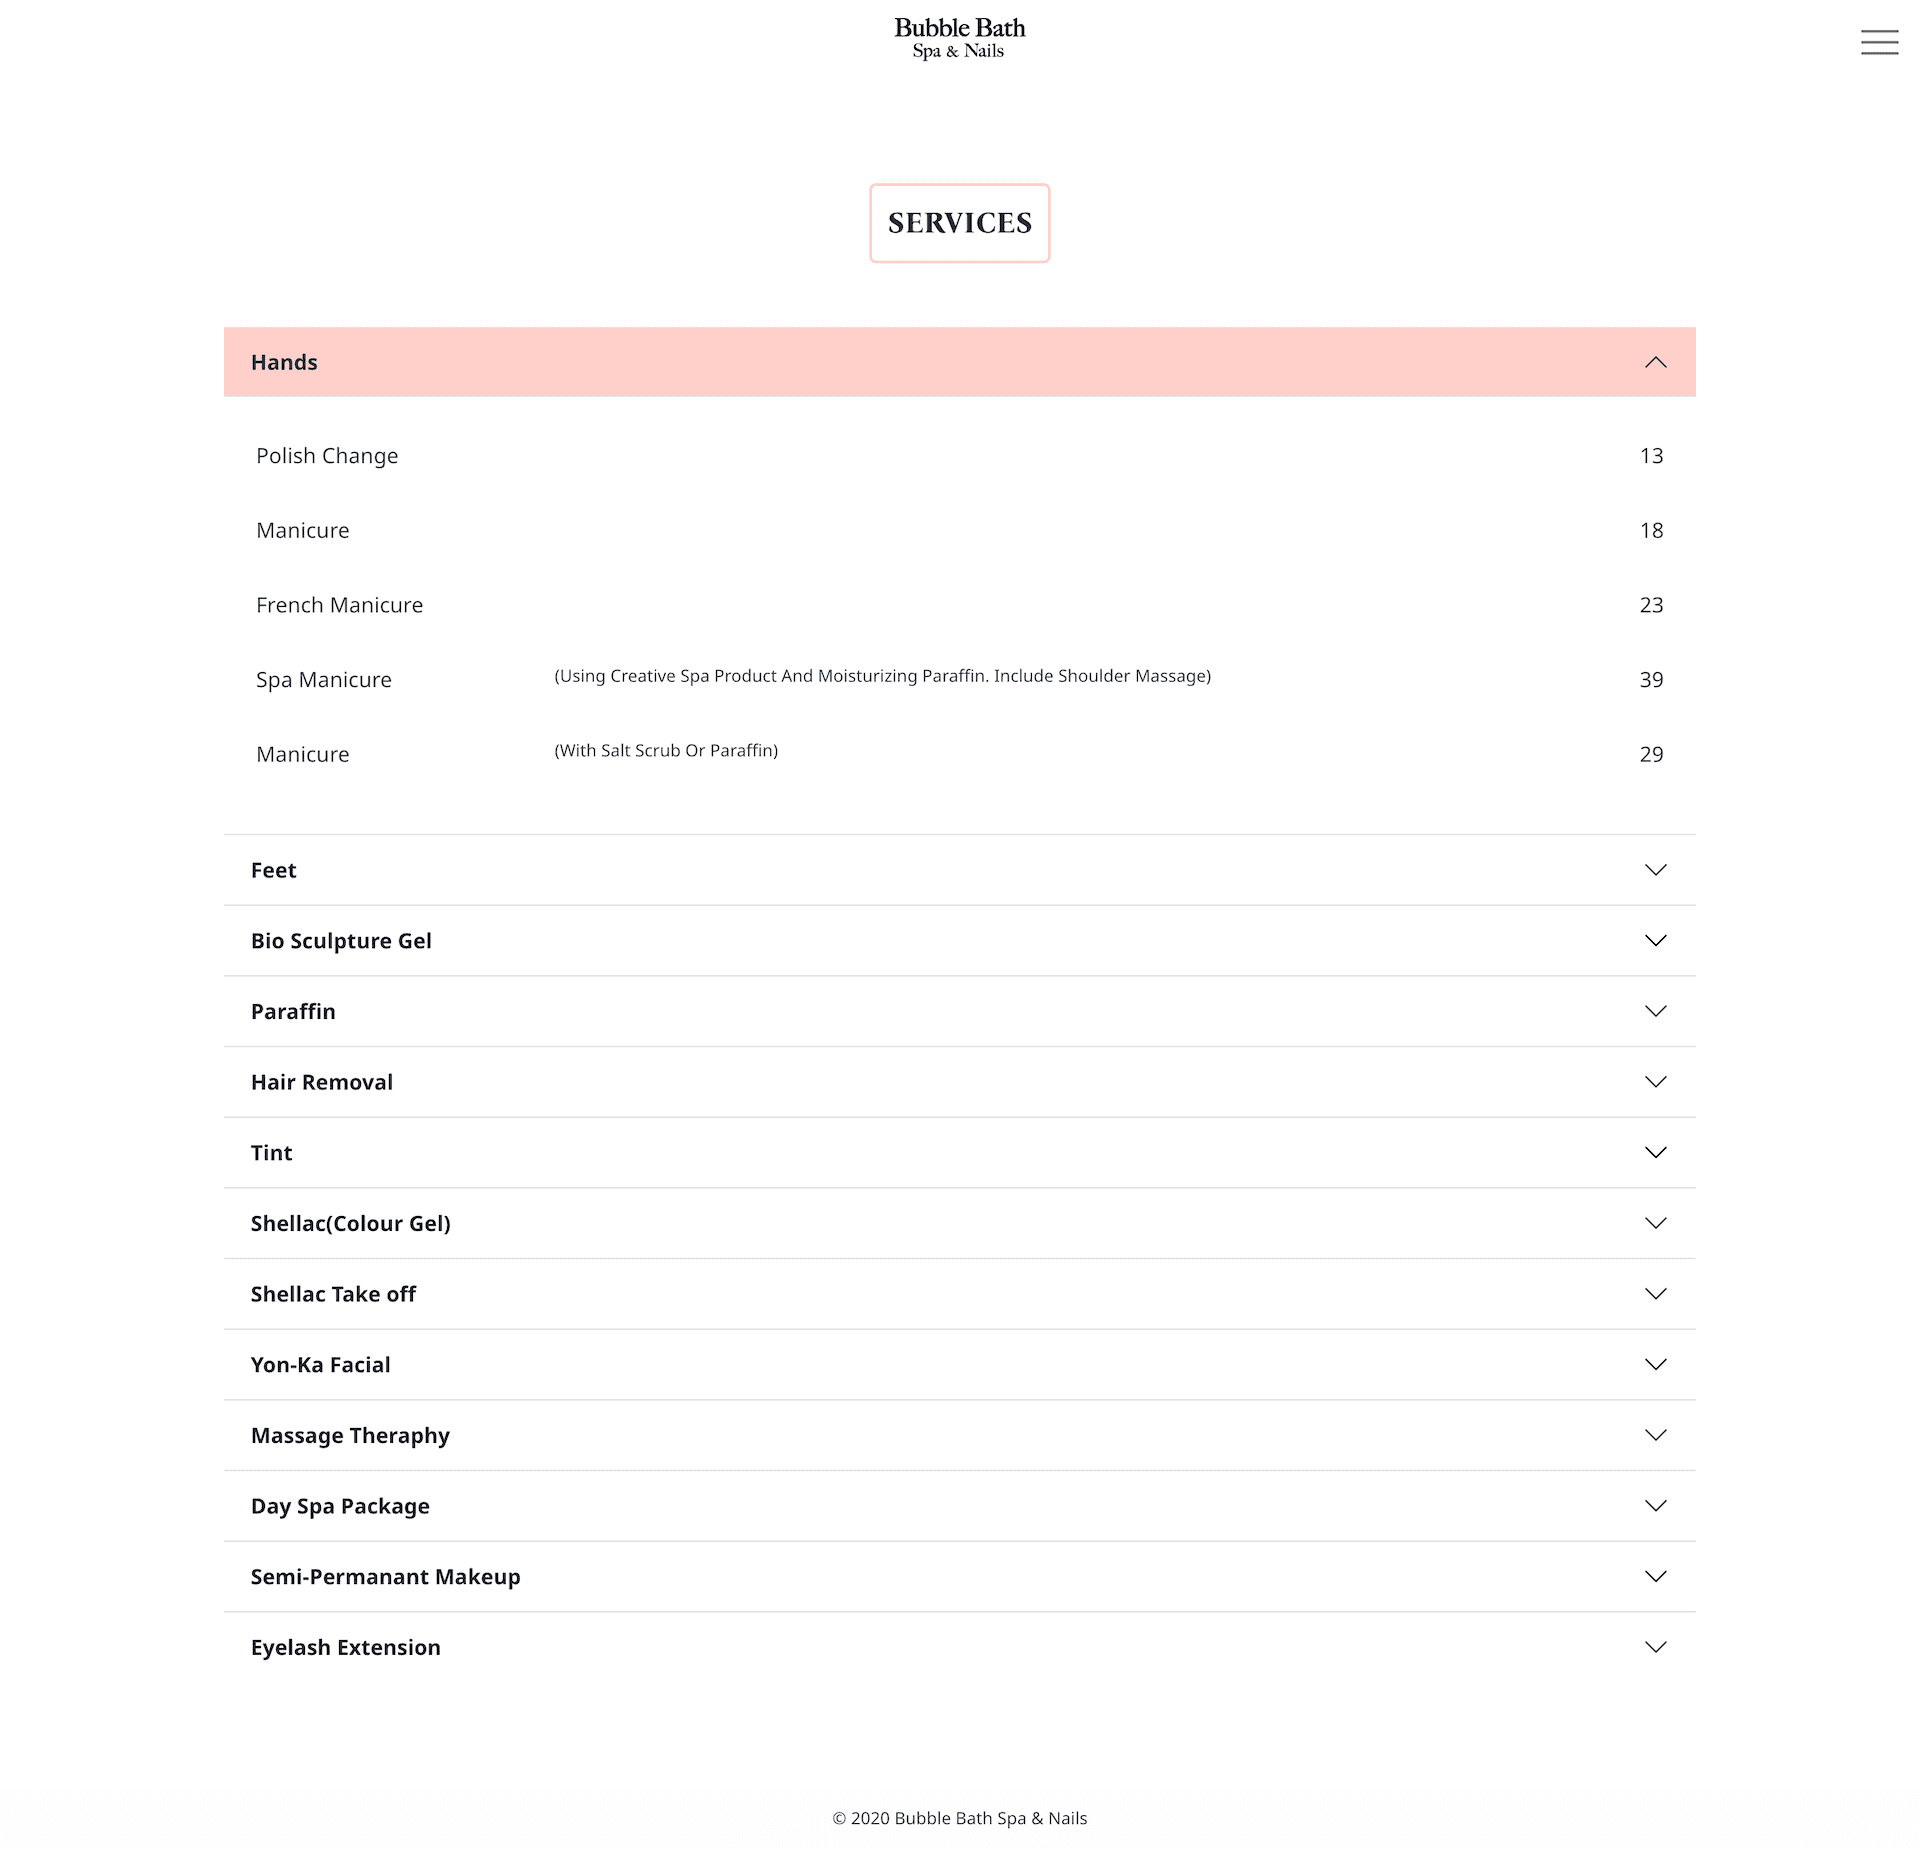 Bubble Bath
Spa & Nails
SERVICES
Hands
Polish Change 13
Manicure 18
French Manicure 23
Spa Manicure (Using Creative Spa Product And Moisturizing Paraffin. Include Shoulder Massage) 39
Manicure (With Salt Scrub Or Paraffin) 29
Feet
Bio Sculpture Gel
Paraffin
Hair Removal
Tint
Shellac(Colour Gel)
Shellac Take off
Yon-Ka Facial
Massage Theraphy
Day Spa Package
Semi-Permanant Makeup
Eyelash Extension
© 2020 Bubble Bath Spa & Nails